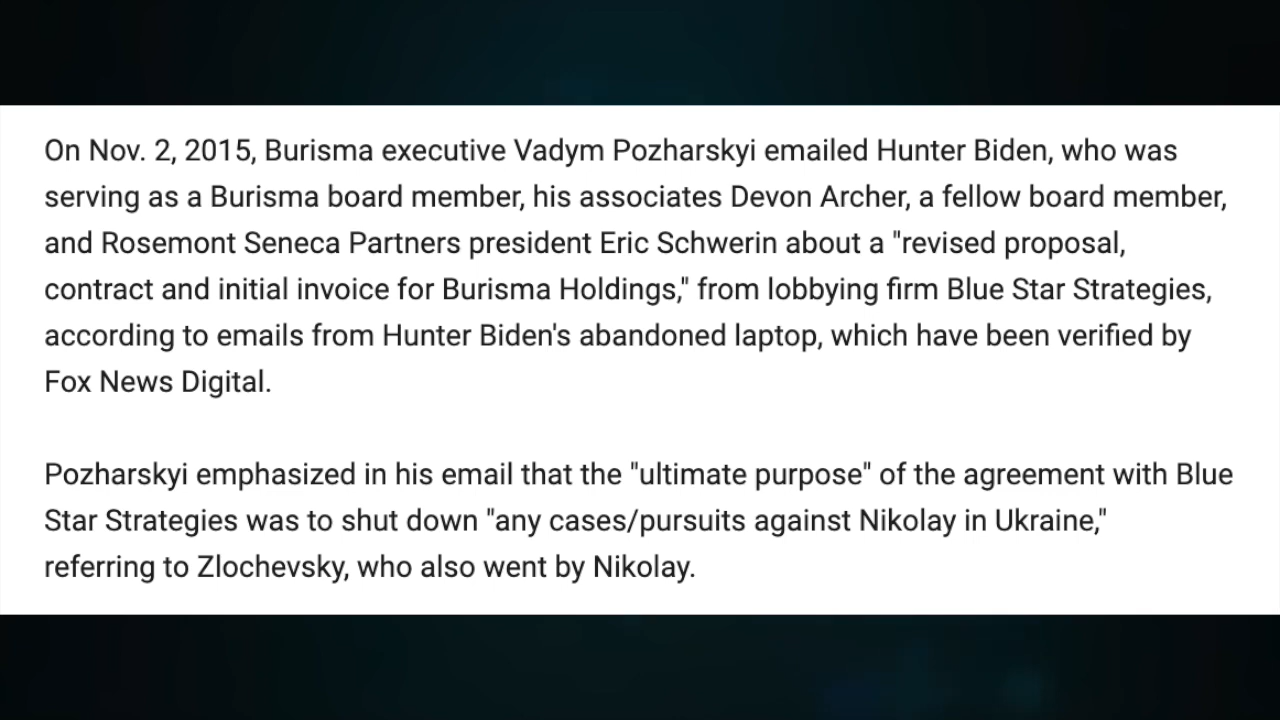 On Nov. 2, 2015, Burisma executive Vadym Pozharskyi emailed Hunter Biden, who was
serving as a Burisma board member, his associates Devon Archer, a fellow board member,
and Rosemont Seneca Partners president Eric Schwerin about a "revised proposal,
contract and initial invoice for Burisma Holdings," from lobbying firm Blue Star Strategies,
according to emails from Hunter Biden's abandoned laptop, which have been verified by
Fox News Digital.
Pozharskyi emphasized in his email that the "ultimate purpose" of the agreement with Blue
Star Strategies was to shut down "any cases/pursuits against Nikolay in Ukraine,"
referring to Zlochevsky, who also went by Nikolay.